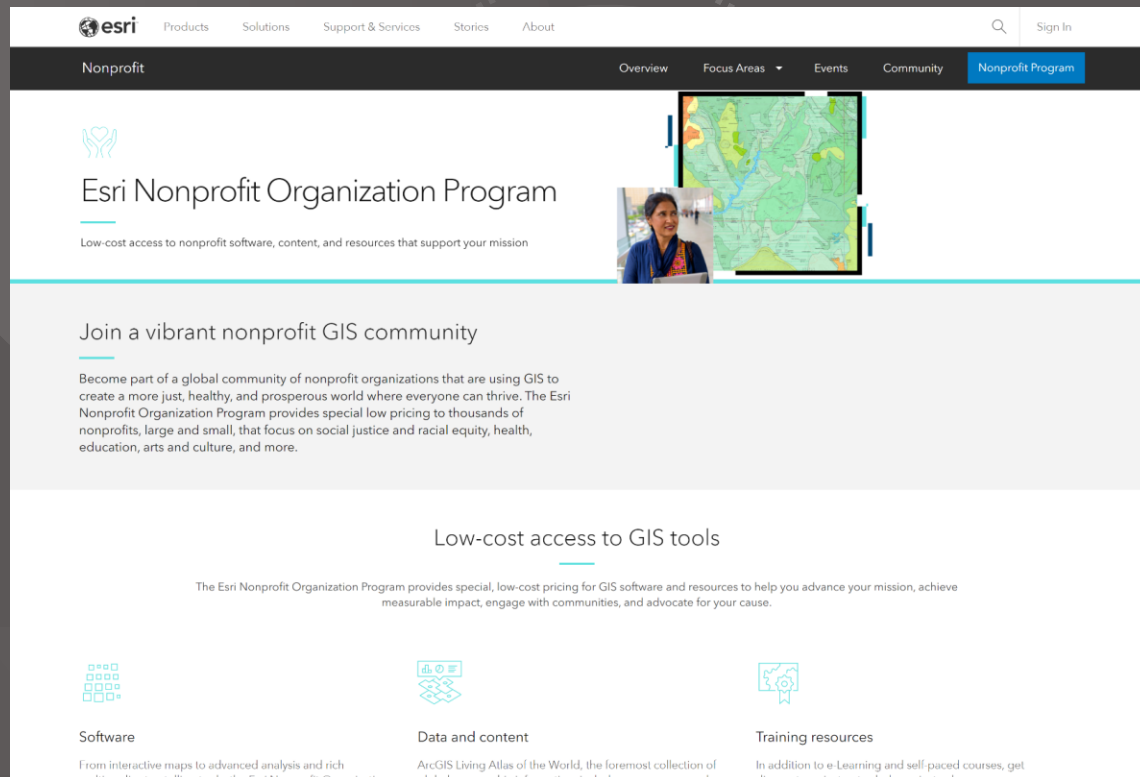 esri
Products Solutions Support & Services Stories About
Sign In
Nonprofit
Overview Focus Areas Events Community Nonprofit Program
Esri Nonprofit Organization Program
Low-cost access to nonprofit software, content, and resources that support your mission
Join a vibrant nonprofit GIS community
Become part of a global community of nonprofit organizations that are using GIS to
create a more just, healthy, and prosperous world where everyone can thrive. The Esri
Nonprofit Organization Program provides special low pricing to thousands of
nonprofits, large and small, that focus on social justice and racial equity, health,
education, arts and culture, and more.
Low-cost access to GIS tools
The Esri Nonprofit Organization Program provides special, low-cost pricing for GIS software and resources to help you advance your mission, achieve
measurable impact, engage with communities, and advocate for your cause.
Software
From interactive maps to advanced analysis and rich
Data and content
ArcGIS Living Atlas of the World, the foremost collection of
Training resources
In addition to e-Learning and self-paced courses, get